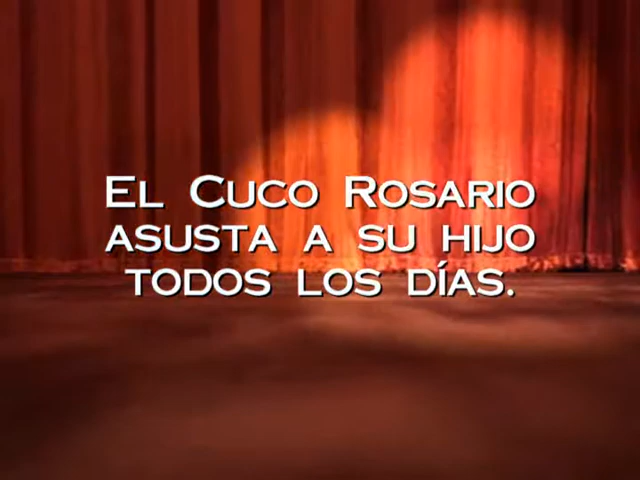 El Cuco Rosario
asusta a su hijo
todos los días.